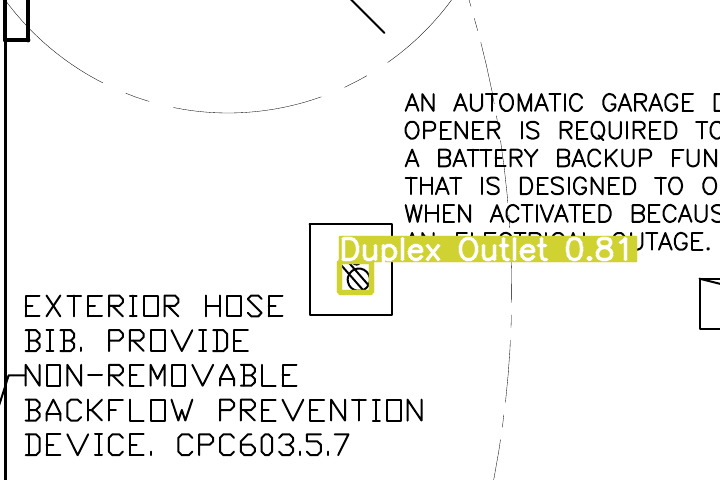 AN AUTOMATIC GARAGE
OPENER IS REQUIRED TO
A BATTERY BACKUP FUN
THAT IS DESIGNED TO O
WHEN ACTIVATED BECAUS
AN ELECTRICAL OUTAGE.
Duplex Outlet 0.81
EXTERIOR HOSE
BIB. PROVIDE
NON-REMOVABLE
BACKFLOW PREVENTION
DEVICE. CPC603.5.7